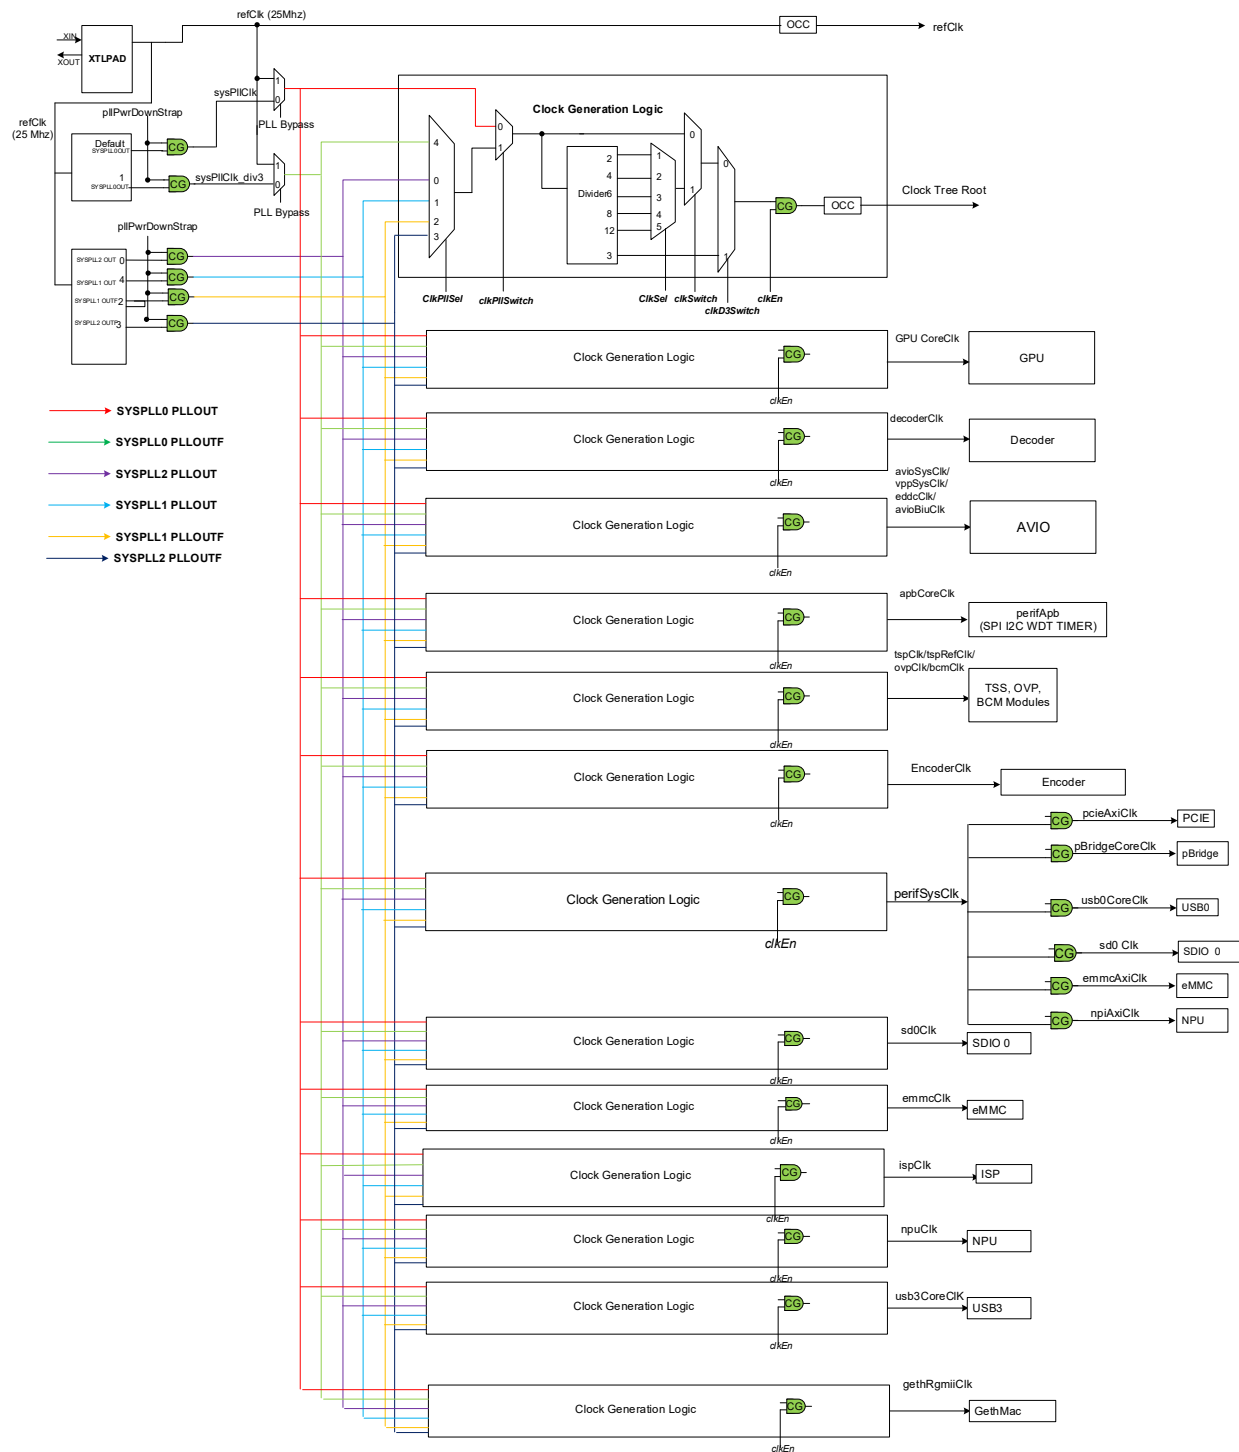 refClk (25Mhz)
OCC
refClk
XIN
XOUT
XTLPAD
sysPllClk
1
0
PLL Bypass
pllPwrDownStrap
refClk
(25 Mhz)
Default
SYSPLL0OUT
CG
1
SYSPLL0OUT
CG
sysPllClk_div3
1
0
PLL Bypass
pllPwrDownStrap
SYSPLL2 OUT 0
CG
SYSPLL1 OUT 4
CG
SYSPLL1 OUTF 2
CG
SYSPLL2 OUTF 3
CG
Clock Generation Logic
4
0
1
2
3
0
1
2
4
Divider6
8
12
3
1
2
3
4
5
0
1
0
1
CG
OCC
Clock Tree Root
ClkPllSel
clkPllSwitch
ClkSel
clkSwitch
clkD3Switch
clkEn
SYSPLL0 PLLOUT
SYSPLL0 PLLOUTF
SYSPLL2 PLLOUT
SYSPLL1 PLLOUT
SYSPLL1 PLLOUTF
SYSPLL2 PLLOUTF
Clock Generation Logic
CG
clkEn
GPU CoreClk
GPU
Clock Generation Logic
CG
clkEn
decoderClk
Decoder
Clock Generation Logic
CG
clkEn
avioSysClk/
vppSysClk/
eddcClk/
avioBiuClk
AVIO
Clock Generation Logic
CG
clkEn
apbCoreClk
perifApb
(SPI I2C WDT TIMER)
Clock Generation Logic
CG
clkEn
tspClk/tspRefClk/
ovpClk/bcmClk
TSS, OVP,
BCM Modules
Clock Generation Logic
CG
clkEn
EncoderClk
Encoder
Clock Generation Logic
CG
clkEn
perifSysClk
CG
pcieAxiClk
PCIE
CG
pBridgeCoreClk
pBridge
CG
usb0CoreClk
USB0
CG
sd0 Clk
SDIO 0
CG
emmcAxiClk
eMMC
CG
npiAxiClk
NPU
Clock Generation Logic
CG
clkEn
sd0Clk
SDIO 0
Clock Generation Logic
CG
clkEn
emmcClk
eMMC
Clock Generation Logic
CG
clkEn
ispClk
ISP
Clock Generation Logic
CG
clkEn
npuClk
NPU
Clock Generation Logic
CG
clkEn
usb3CoreClK
USB3
Clock Generation Logic
CG
clkEn
gethRgmiiClk
GethMac